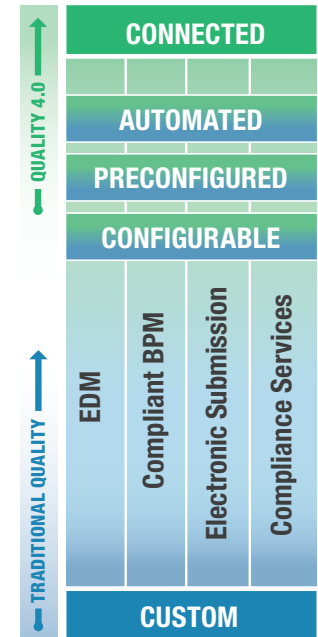 CONNECTED
QUALITY 4.0
AUTOMATED
PRECONFIGURED
CONFIGURABLE
EDM
Compliant BPM
Electronic Submission
Compliance Services
TRADITIONAL QUALITY
CUSTOM